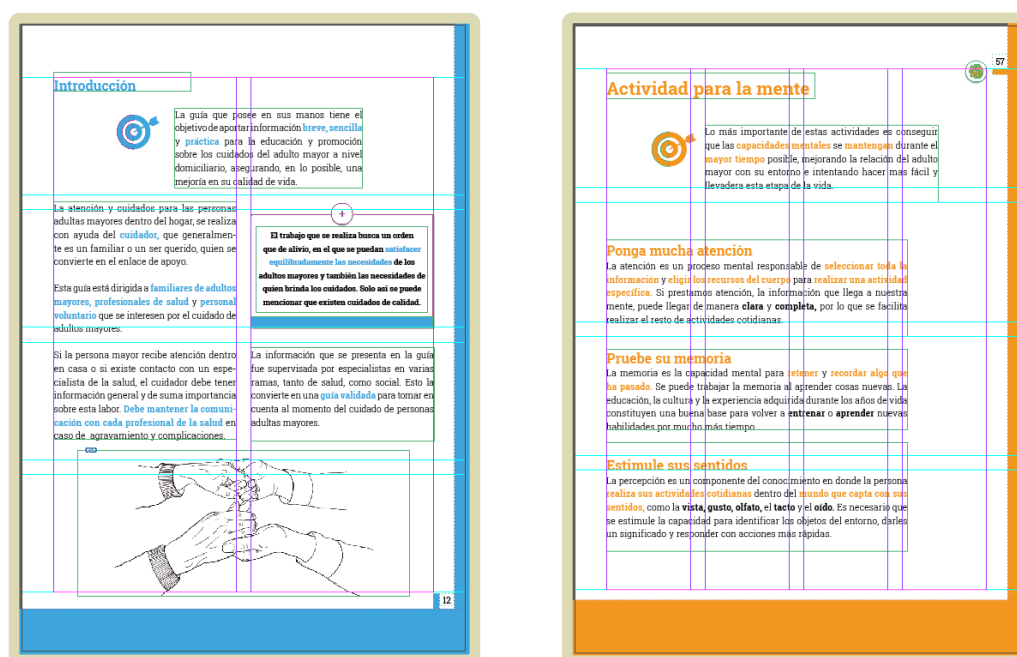 Introducción
La guía que posee en sus manos tiene el
objetivo de aportar información breve, sencilla
y práctica para la educación y promoción
sobre los cuidados del adulto mayor a nivel
domiciliario, asegurando, en lo posible, una
mejoría en su calidad de vida.
La atención y cuidados para las personas
adultas mayores dentro del hogar, se realiza
con ayuda del cuidador, que generalmen-
te es un familiar o un ser querido, quien se
convierte en el enlace de apoyo.
Esta guía está dirigida a familiares de adultos
mayores, profesionales de salud y personal
voluntario que se interesen por el cuidado de
adultos mayores.
Si la persona mayor recibe atención dentro
en casa o si existe contacto con un espe-
cialista de la salud, el cuidador debe tener
información general y de suma importancia
sobre esta labor. Debe mantener la comuni-
cación con cada profesional de la salud en
caso de agravamiento y complicaciones.
El trabajo que se realiza busca un orden
que de alivio, en el que se puedan satisfacer
equilibradamente las necesidades de los
adultos mayores y también las necesidades de
quien brinda los cuidados. Solo así se puede
mencionar que existen cuidados de calidad.
La información que se presenta en la guía
fue supervisada por especialistas en varias
ramas, tanto de salud, como social. Esto la
convierte en una guía validada para tomar en
cuenta al momento del cuidado de personas
adultas mayores.
12
57
Actividad para la mente
Lo más importante de estas actividades es conseguir
que las capacidades mentales se mantengan durante el
mayor tiempo posible, mejorando la relación del adulto
mayor con su entorno e intentando hacer mas fácil y
llevadera esta etapa de la vida.
Ponga mucha atención
La atención es un proceso mental responsable de seleccionar toda la
información y eligir los recursos del cuerpo para realizar una actividad
específica. Si prestamos atención, la información que llega a nuestra
mente, puede llegar de manera clara y completa, por lo que se facilita
realizar el resto de actividades cotidianas.
Pruebe su memoria
La memoria es la capacidad mental para retener y recordar algo que
ha pasado. Se puede trabajar la memoria al aprender cosas nuevas. La
educación, la cultura y la experiencia adquirida durante los años de vida
constituyen una buena base para volver a entrenar o aprender nuevas
habilidades por mucho más tiempo.
Estimule sus sentidos
La percepción es un componente del conocimiento en donde la persona
realiza sus actividades cotidianas dentro del mundo que capta con sus
sentidos, como la vista, gusto, olfato, el tacto y el oído. Es necesario que
se estimule la capacidad para identificar los objetos del entorno, darles
un significado y responder con acciones más rápidas.